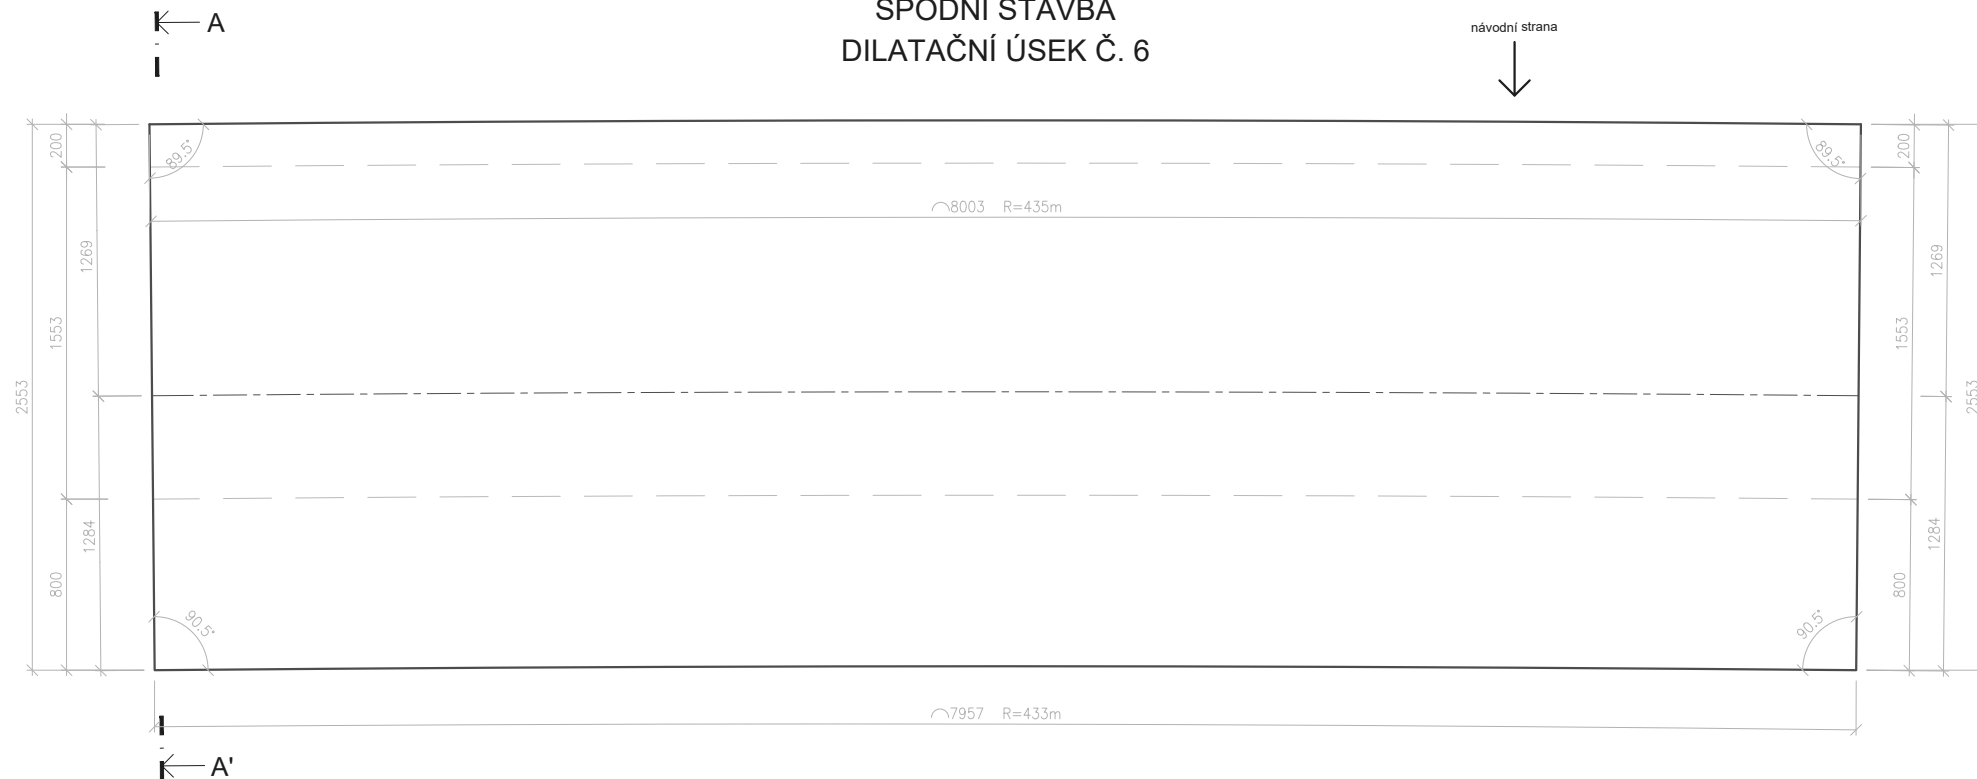 SPODNÍ STAVBA
DILATAČNÍ ÚSEK Č. 6
A
návodní strana
200
89.5°
89.5°
200
8003 R=435m
1269
1269
1553
1553
2553
2553
1284
1284
800
800
90.5°
90.5°
7957 R=433m
A'